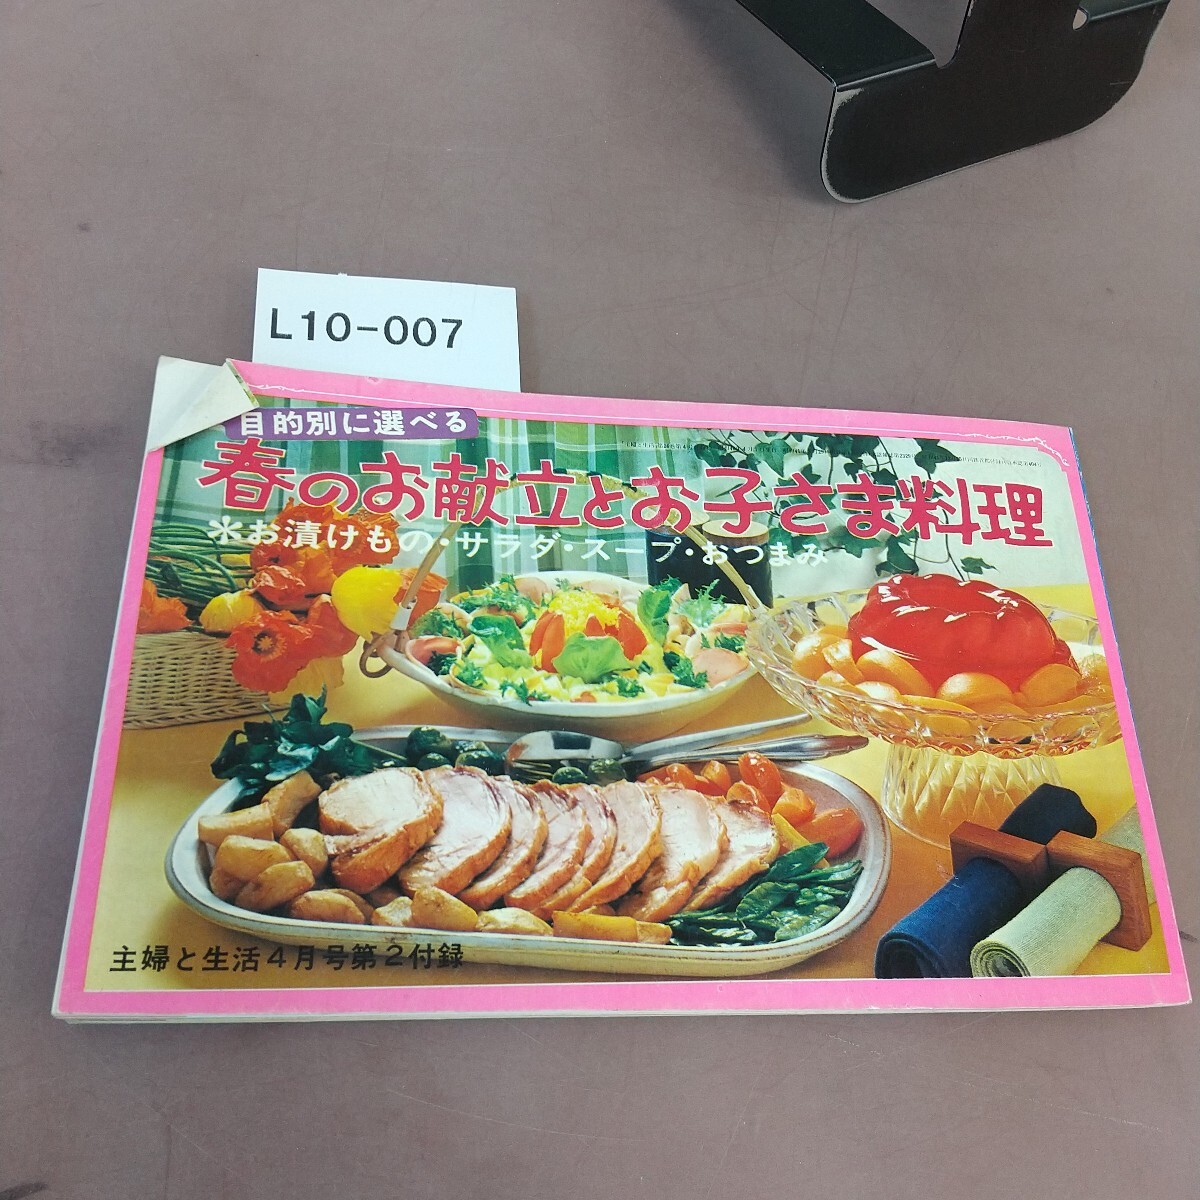 L10-007
目的別に選べる
春のお献立とお子さま料理
＊お漬けもの・サラダ・スープ・おつまみ
主婦と生活4月号第2付録